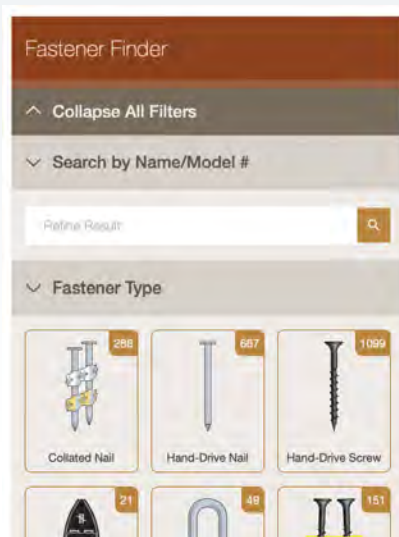 Fastener Finder
Collapse All Filters
Search by Name/Model #
Refine Result
Fastener Type
288 667 1099
Collated Nail Hand-Drive Nail Hand-Drive Screw
21 49 151